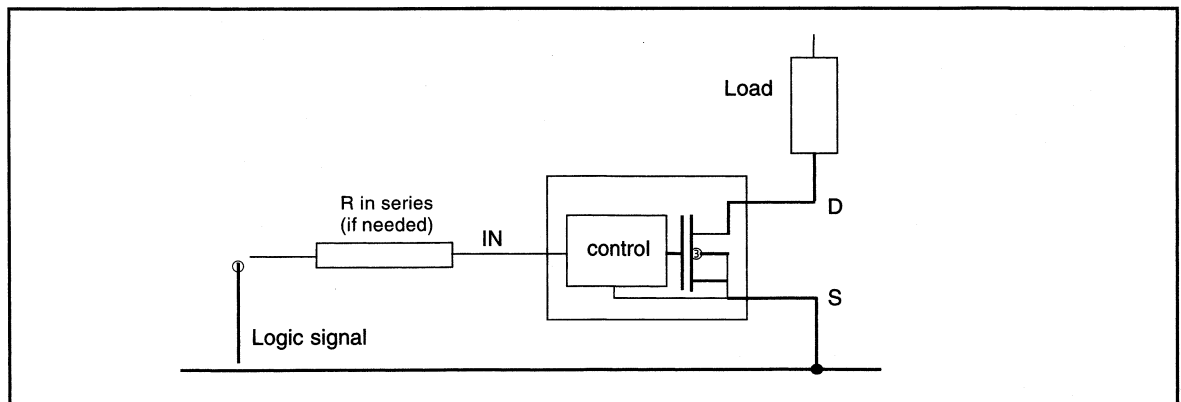 Load
R in series
(if needed)
IN
D
control
S
Logic signal